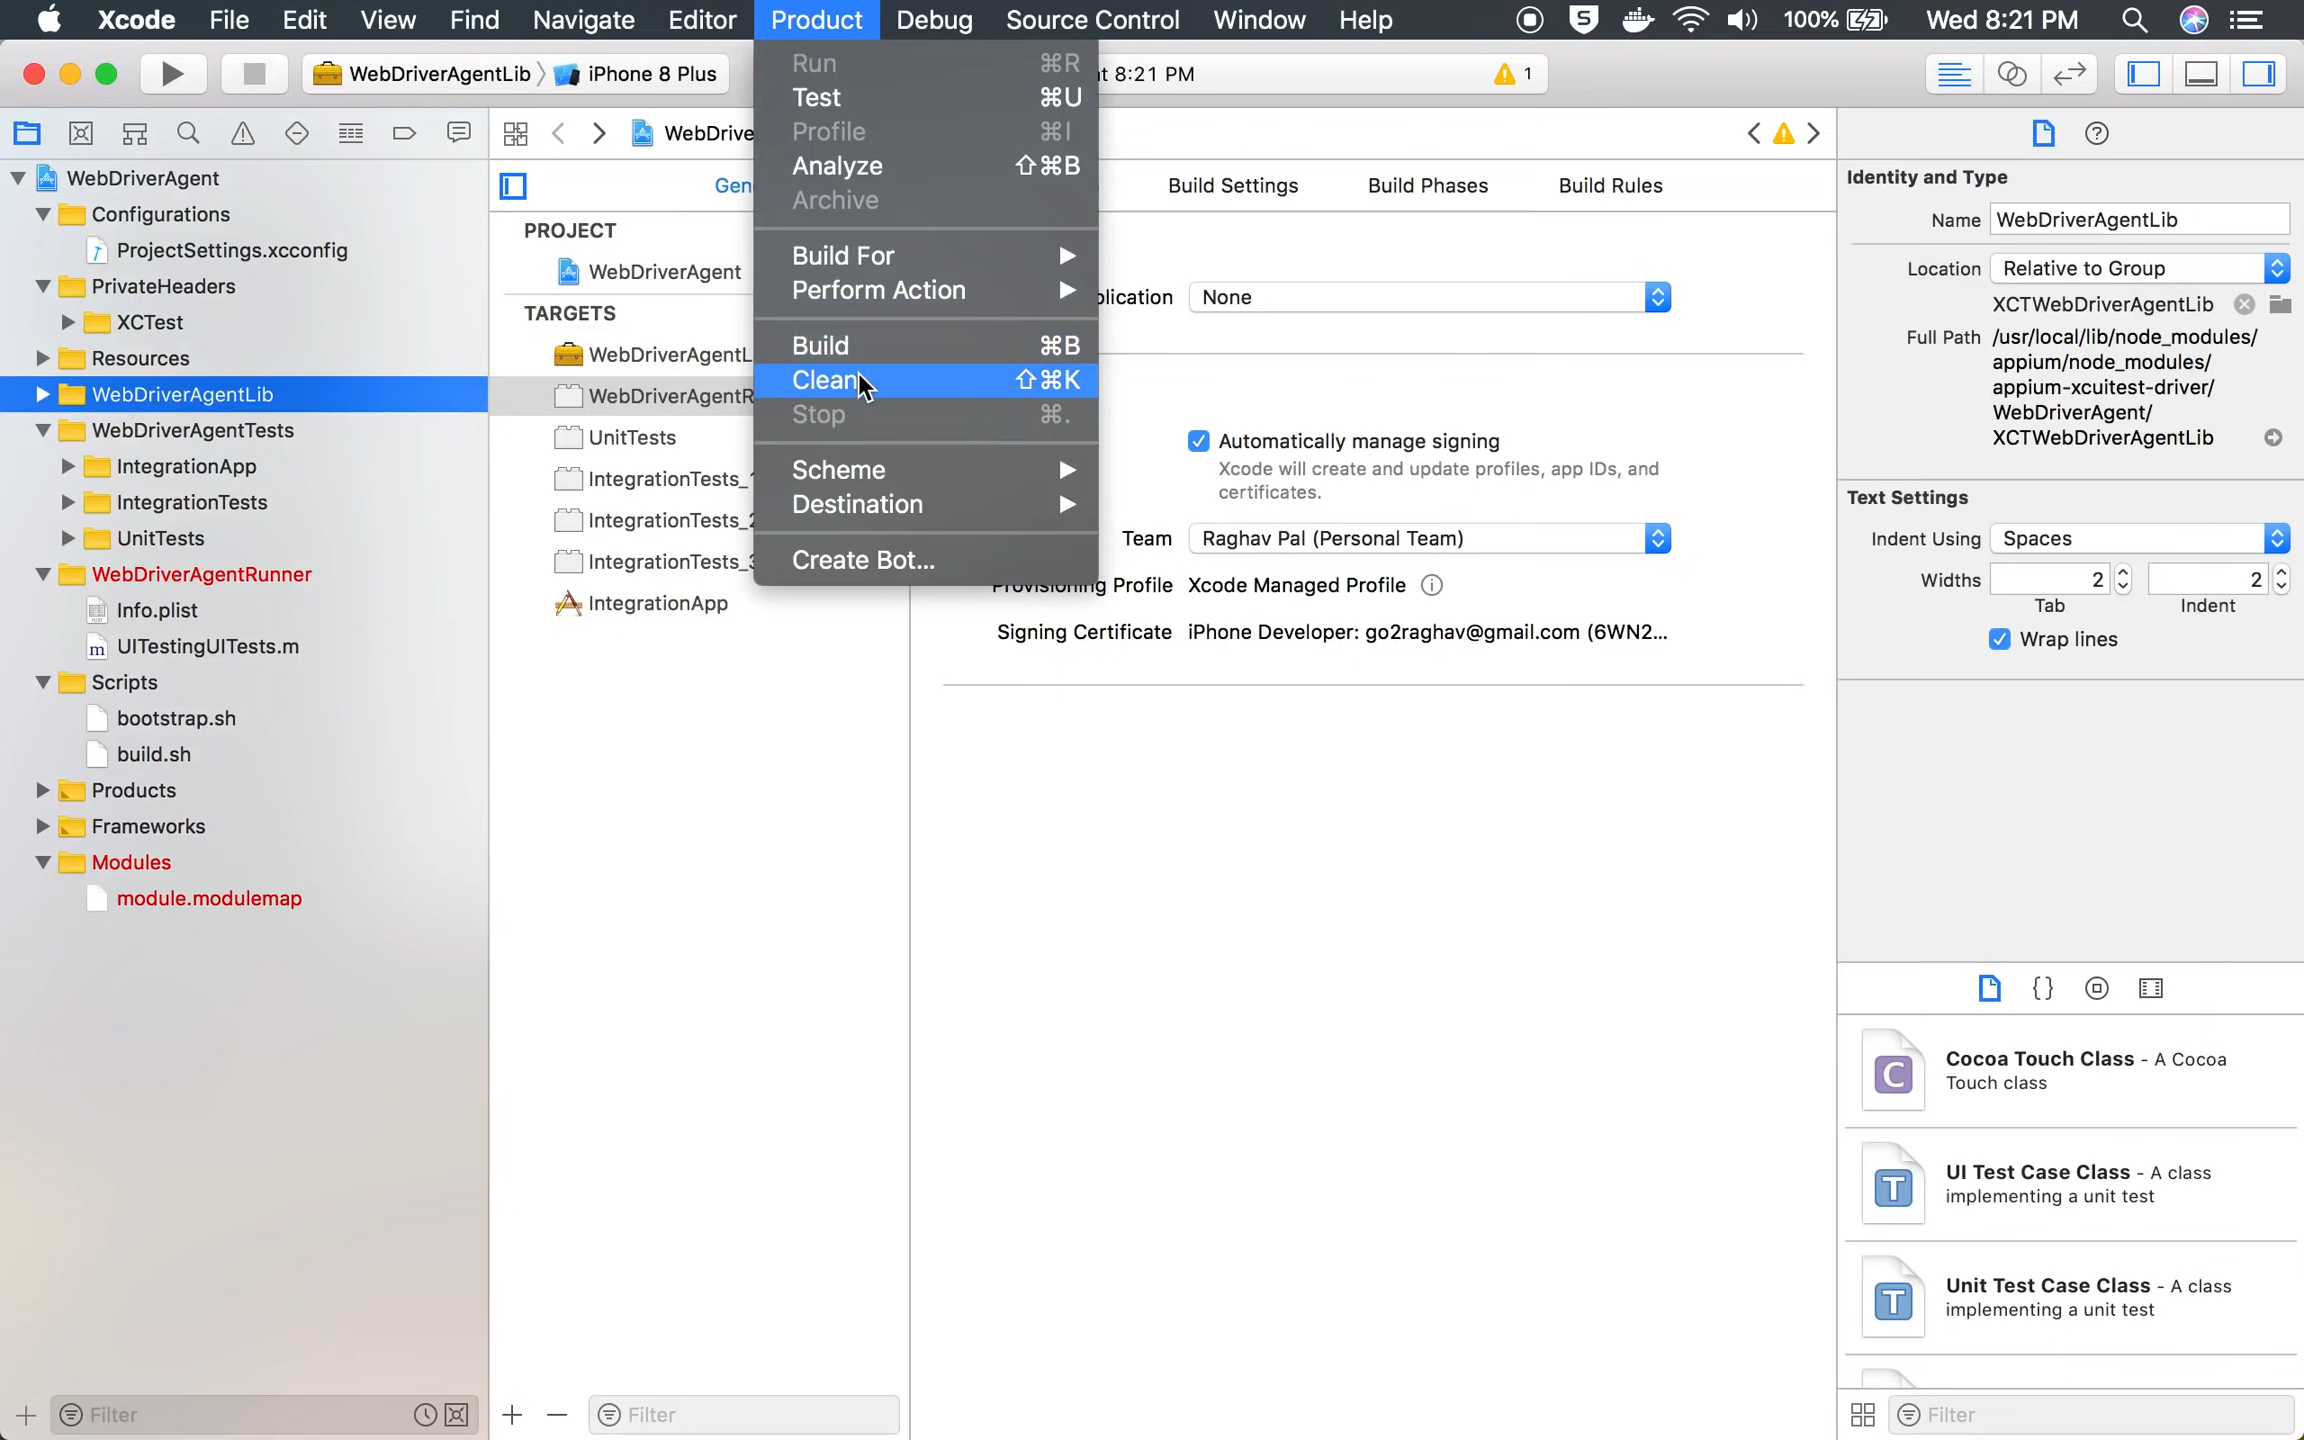 Xcode File Edit View Find Navigate Editor Product Debug Source Control Window Help 100% Wed 8:21 PM
WebDriverAgentLib iPhone 8 Plus
at 8:21 PM 1
Run ⌘R
Test ⌘U
Profile ⌘I
Analyze ⇧⌘B
Archive
Build For
Perform Action
Build ⌘B
Clean ⇧⌘K
Stop ⌘.
Scheme
Destination
Create Bot...
WebDriverAgent
Configurations
ProjectSettings.xcconfig
PrivateHeaders
XCTest
Resources
WebDriverAgentLib
WebDriverAgentTests
IntegrationApp
IntegrationTests
UnitTests
WebDriverAgentRunner
Info.plist
UITestingUITests.m
Scripts
bootstrap.sh
build.sh
Products
Frameworks
Modules
module.modulemap
Filter
WebDrive
Gen
Build Settings Build Phases Build Rules
PROJECT
WebDriverAgent
TARGETS
WebDriverAgentL
WebDriverAgentR
UnitTests
IntegrationTests_1
IntegrationTests_2
IntegrationTests_3
IntegrationApp
Filter
plication None
Automatically manage signing
Xcode will create and update profiles, app IDs, and
certificates.
Team Raghav Pal (Personal Team)
Provisioning Profile Xcode Managed Profile
Signing Certificate iPhone Developer: go2raghav@gmail.com (6WN2...
Identity and Type
Name WebDriverAgentLib
Location Relative to Group
XCTWebDriverAgentLib
Full Path /usr/local/lib/node_modules/
appium/node_modules/
appium-xcuitest-driver/
WebDriverAgent/
XCTWebDriverAgentLib
Text Settings
Indent Using Spaces
Widths 2 2
Tab Indent
Wrap lines
{}
C
Cocoa Touch Class - A Cocoa
Touch class
T
UI Test Case Class - A class
implementing a unit test
T
Unit Test Case Class - A class
implementing a unit test
Filter